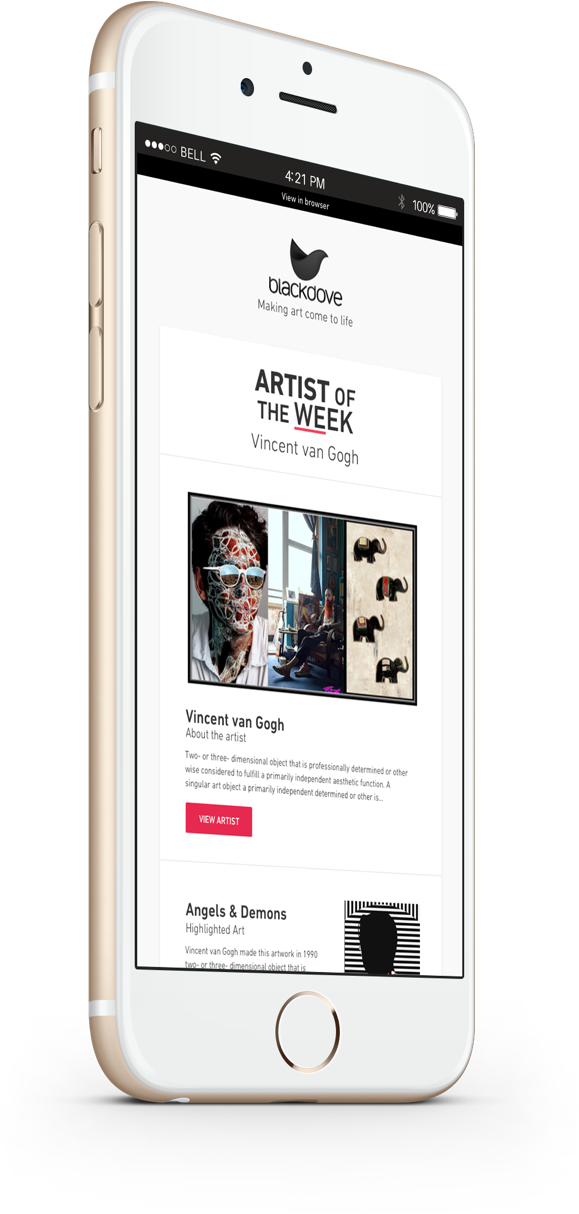 BELL
4:21 PM
100%
View in browser
blackdove
Making art come to life
ARTIST OF
THE WEEK
Vincent van Gogh
Vincent van Gogh
About the artist
Two- or three- dimensional object that is professionally determined or other
wise considered to fulfill a primarily independent aesthetic function. A
singular art object a primarily independent determined or other is...
VIEW ARTIST
Angels & Demons
Highlighted Art
Vincent van Gogh made this artwork in 1990
two- or three- dimensional object that is